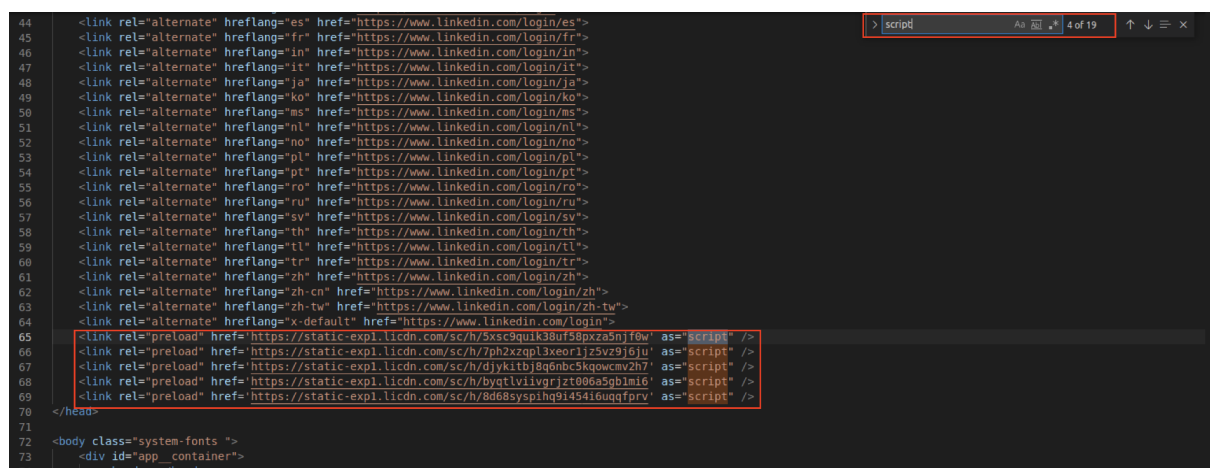 > script Aa Abl .* 4 of 19 ↑ ↓ ×
44 <link rel="alternate" hreflang="es" href="https://www.linkedin.com/login/es">
45 <link rel="alternate" hreflang="fr" href="https://www.linkedin.com/login/fr">
46 <link rel="alternate" hreflang="in" href="https://www.linkedin.com/login/in">
47 <link rel="alternate" hreflang="it" href="https://www.linkedin.com/login/it">
48 <link rel="alternate" hreflang="ja" href="https://www.linkedin.com/login/ja">
49 <link rel="alternate" hreflang="ko" href="https://www.linkedin.com/login/ko">
50 <link rel="alternate" hreflang="ms" href="https://www.linkedin.com/login/ms">
51 <link rel="alternate" hreflang="nl" href="https://www.linkedin.com/login/nl">
52 <link rel="alternate" hreflang="no" href="https://www.linkedin.com/login/no">
53 <link rel="alternate" hreflang="pl" href="https://www.linkedin.com/login/pl">
54 <link rel="alternate" hreflang="pt" href="https://www.linkedin.com/login/pt">
55 <link rel="alternate" hreflang="ro" href="https://www.linkedin.com/login/ro">
56 <link rel="alternate" hreflang="ru" href="https://www.linkedin.com/login/ru">
57 <link rel="alternate" hreflang="sv" href="https://www.linkedin.com/login/sv">
58 <link rel="alternate" hreflang="th" href="https://www.linkedin.com/login/th">
59 <link rel="alternate" hreflang="tl" href="https://www.linkedin.com/login/tl">
60 <link rel="alternate" hreflang="tr" href="https://www.linkedin.com/login/tr">
61 <link rel="alternate" hreflang="zh" href="https://www.linkedin.com/login/zh">
62 <link rel="alternate" hreflang="zh-cn" href="https://www.linkedin.com/login/zh">
63 <link rel="alternate" hreflang="zh-tw" href="https://www.linkedin.com/login/zh-tw">
64 <link rel="alternate" hreflang="x-default" href="https://www.linkedin.com/login">
65 <link rel="preload" href='https://static-exp1.licdn.com/sc/h/5xsc9quik38uf58pxza5njf0w' as="script" />
66 <link rel="preload" href='https://static-exp1.licdn.com/sc/h/7ph2xzqpl3xeor1jz5vz9j6ju' as="script" />
67 <link rel="preload" href='https://static-exp1.licdn.com/sc/h/djykitbj8q6nbc5kqowcmv2h7' as="script" />
68 <link rel="preload" href='https://static-exp1.licdn.com/sc/h/byqtlviivgrjzt006a5gb1mi6' as="script" />
69 <link rel="preload" href='https://static-exp1.licdn.com/sc/h/8d68syspihq9i454i6uqqfprv' as="script" />
70 </head>
71
72 <body class="system-fonts ">
73 <div id="app__container">